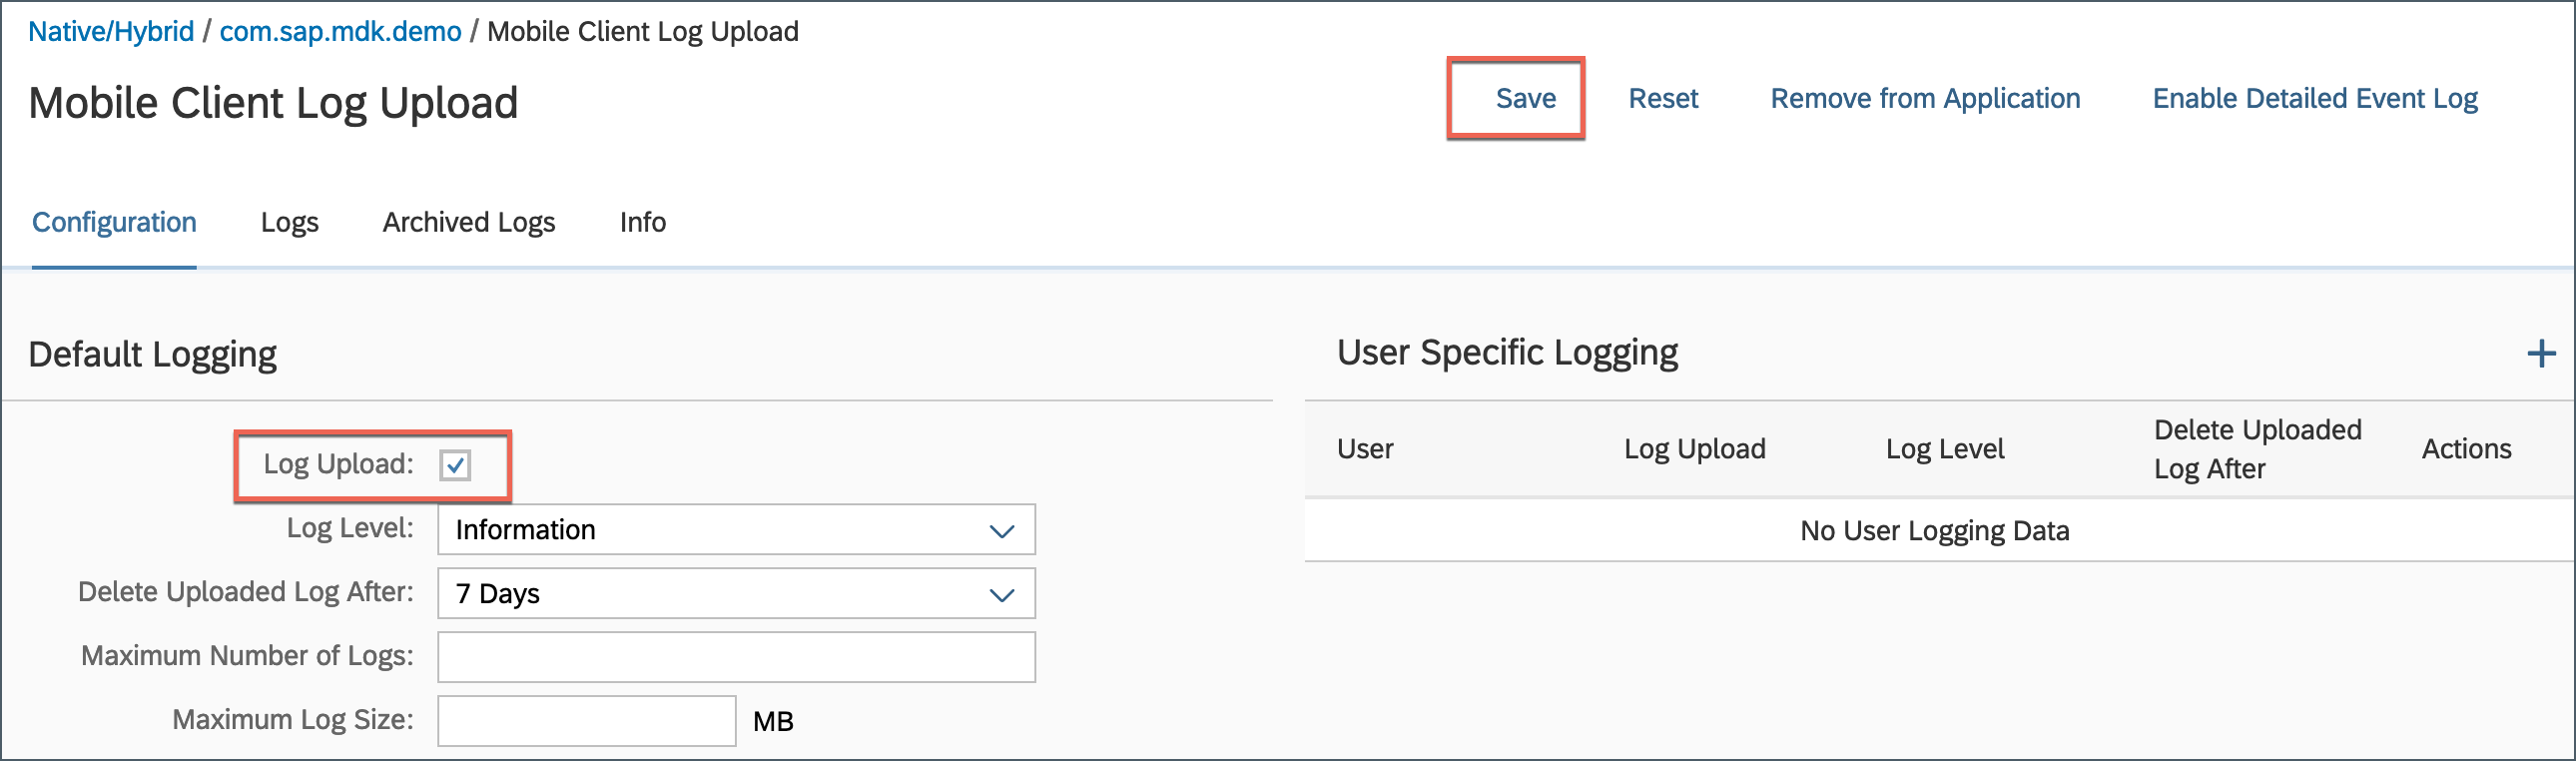 Native/Hybrid / com.sap.mdk.demo / Mobile Client Log Upload
Mobile Client Log Upload
Save Reset Remove from Application Enable Detailed Event Log
Configuration Logs Archived Logs Info
Default Logging
Log Upload:
Log Level: Information
Delete Uploaded Log After: 7 Days
Maximum Number of Logs:
Maximum Log Size: MB
User Specific Logging
User Log Upload Log Level Delete Uploaded Log After Actions
No User Logging Data